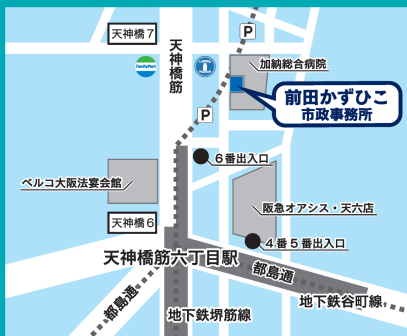 天神橋7
天神橋筋
P
FamilyMart
加納総合病院
前田かずひこ
市政事務所
P
6番出入口
ベルコ大阪法宴会館
阪急オアシス・天六店
天神橋6
4番5番出入口
天神橋筋六丁目駅
都島通
都島通
地下鉄谷町線
地下鉄堺筋線